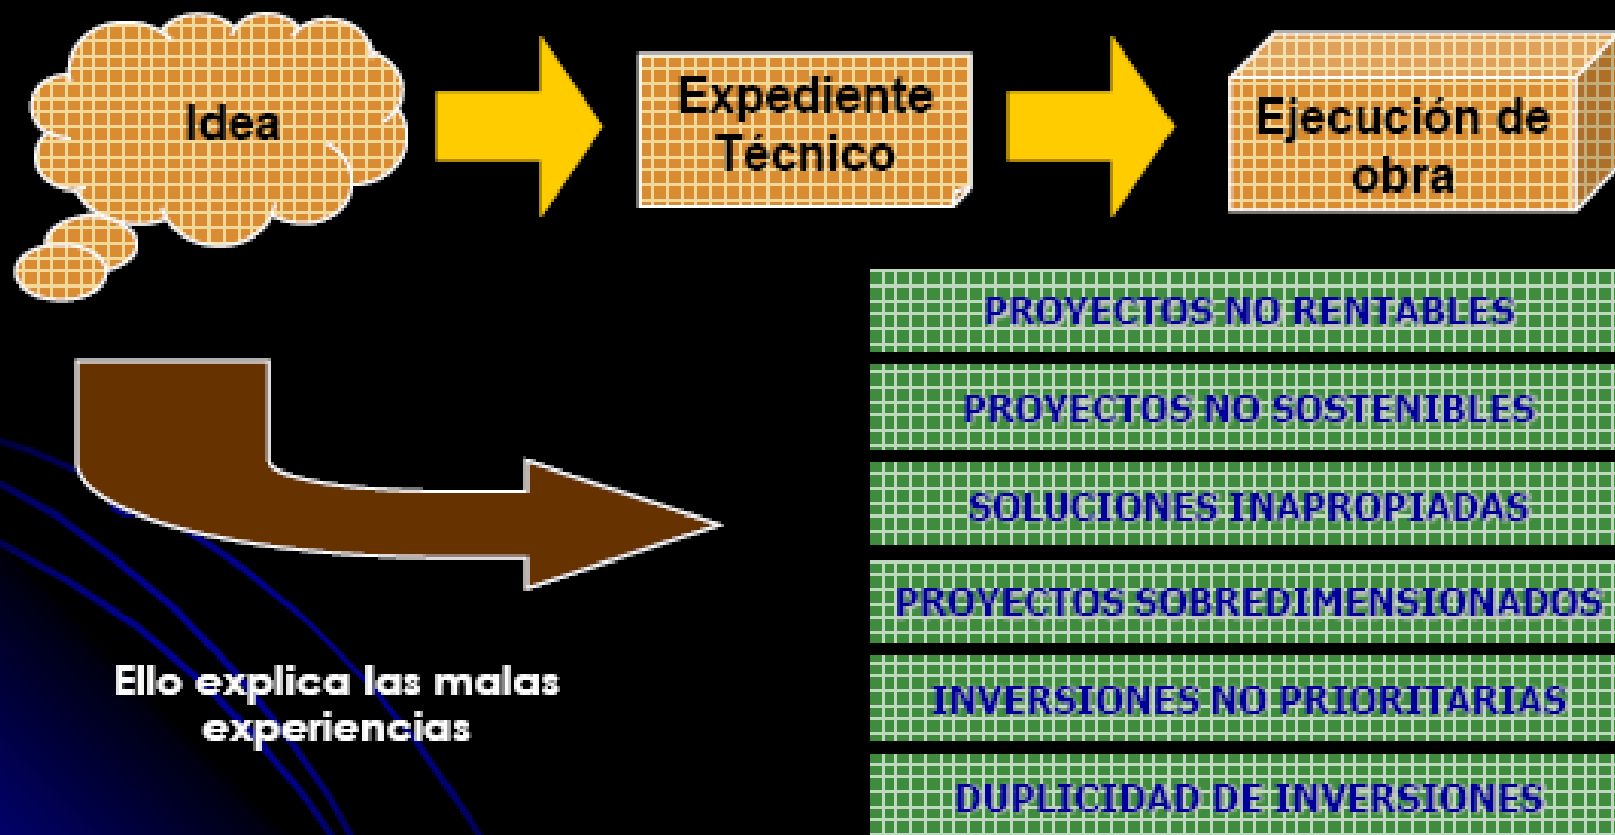 Idea
Expediente
Técnico
Ejecución de
obra
PROYECTOS NO RENTABLES
PROYECTOS NO SOSTENIBLES
SOLUCIONES INAPROPIADAS
PROYECTOS SOBREDIMENSIONADOS
INVERSIONES NO PRIORITARIAS
DUPLICIDAD DE INVERSIONES
Ello explica las malas
experiencias